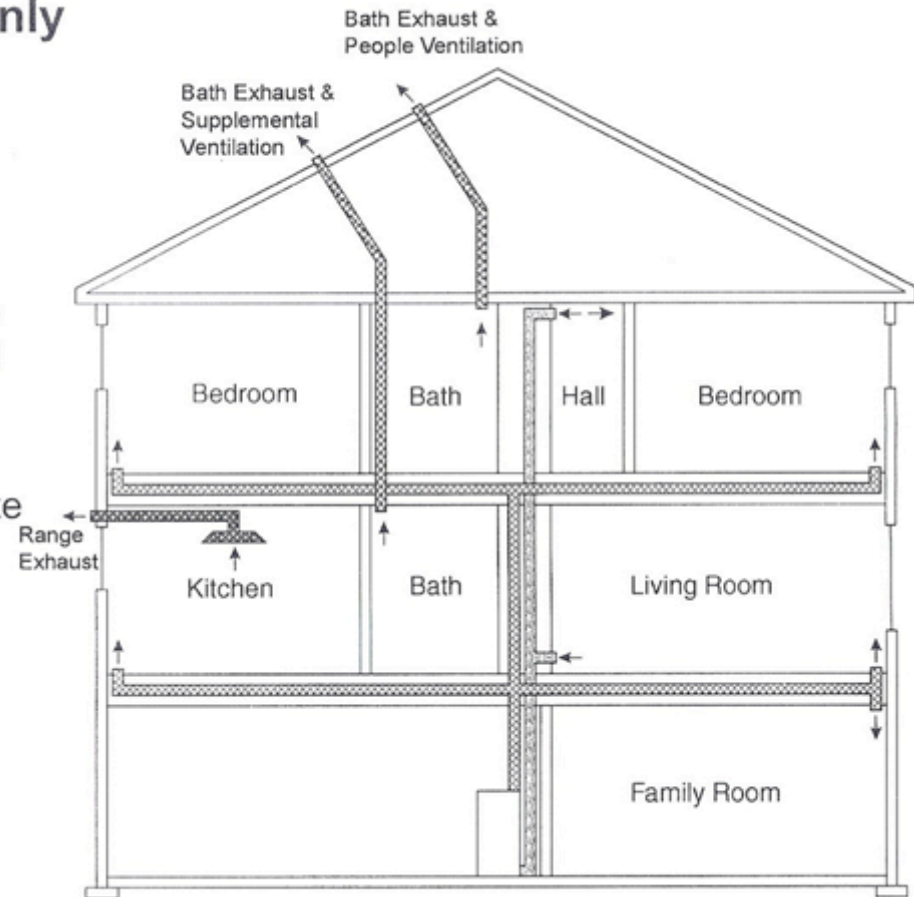 Bath Exhaust &
People Ventilation
Bath Exhaust &
Supplemental
Ventilation
Bedroom
Bath
Hall
Bedroom
Range
Exhaust
Kitchen
Bath
Living Room
Family Room